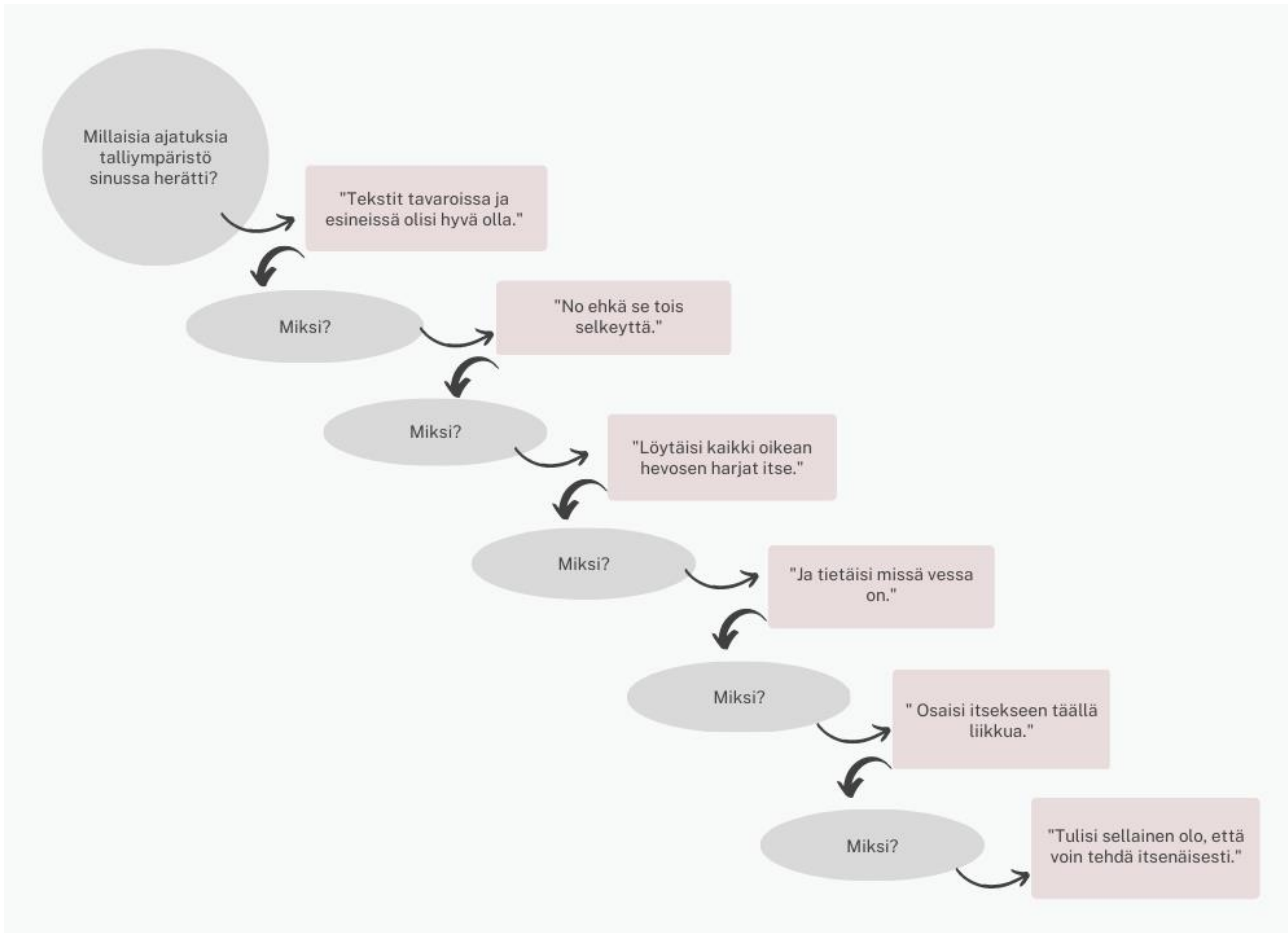 Millaisia ajatuksia
talliympäristö
sinussa herätti?
"Tekstit tavaroissa ja
esineissä olisi hyvä olla."
Miksi?
"No ehkä se tois
selkeyttä."
Miksi?
"Löytäisi kaikki oikean
hevosen harjat itse."
Miksi?
"Ja tietäisi missä vessa
on."
Miksi?
" Osaisi itsekseen täällä
liikkua."
Miksi?
"Tulisi sellainen olo, että
voin tehdä itsenäisesti."